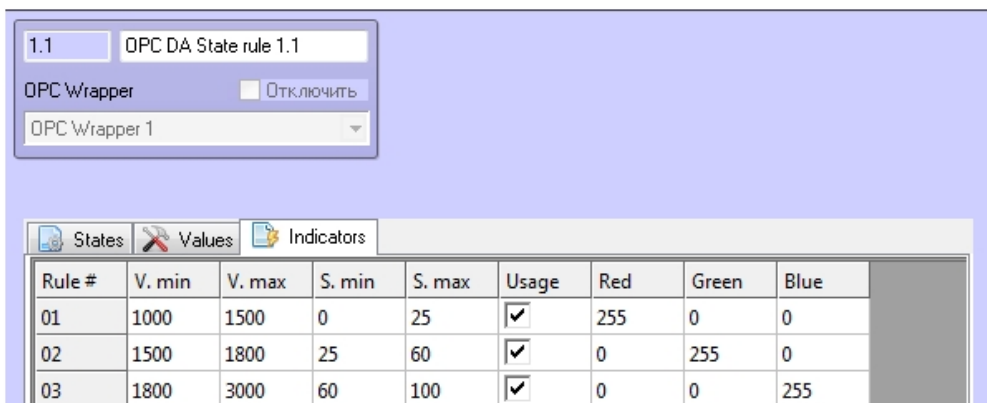 1.1 OPC DA State rule 1.1
OPC Wrapper Отключить
OPC Wrapper 1
States Values Indicators
Rule # V. min V. max S. min S. max Usage Red Green Blue
01 1000 1500 0 25 255 0 0
02 1500 1800 25 60 0 255 0
03 1800 3000 60 100 0 0 255